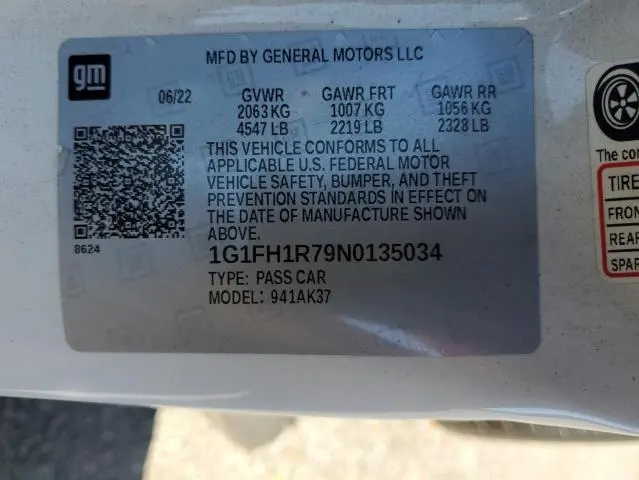 gm
MFD BY GENERAL MOTORS LLC
06/22 GVWR GAWR FRT GAWR RR
2063 KG 1007 KG 1056 KG
4547 LB 2219 LB 2328 LB
THIS VEHICLE CONFORMS TO ALL
APPLICABLE U.S. FEDERAL MOTOR
VEHICLE SAFETY, BUMPER, AND THEFT
PREVENTION STANDARDS IN EFFECT ON
THE DATE OF MANUFACTURE SHOWN
ABOVE.
8624
1G1FH1R79N0135034
TYPE: PASS CAR
MODEL: 941AK37
The co
TIRE
FRON
REAR
SPAR